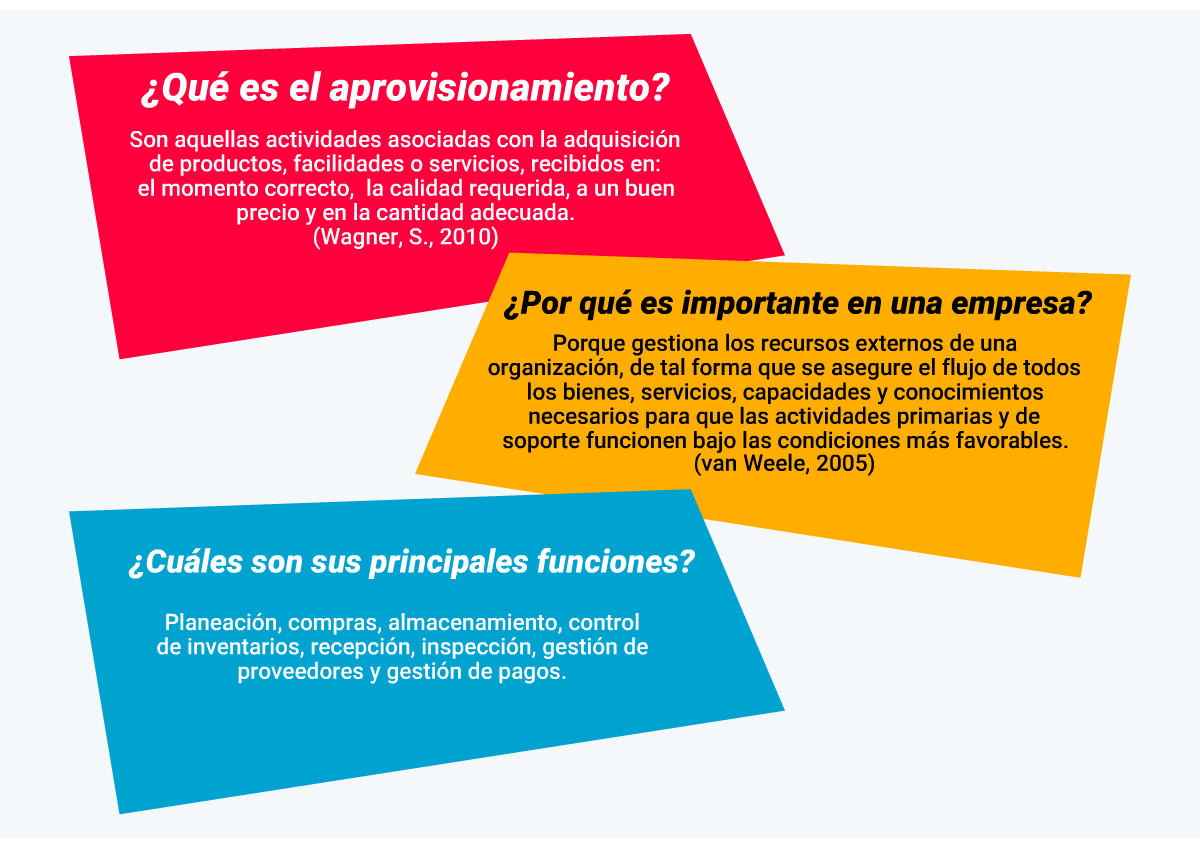 ¿Qué es el aprovisionamiento?
Son aquellas actividades asociadas con la adquisición
de productos, facilidades o servicios, recibidos en:
el momento correcto,  la calidad requerida, a un buen
precio y en la cantidad adecuada.
(Wagner, S., 2010)
¿Por qué es importante en una empresa?
Porque gestiona los recursos externos de una
organización, de tal forma que se asegure el flujo de todos
los bienes, servicios, capacidades y conocimientos
necesarios para que las actividades primarias y de
soporte funcionen bajo las condiciones más favorables.
(van Weele, 2005)
¿Cuáles son sus principales funciones?
Planeación, compras, almacenamiento, control
de inventarios, recepción, inspección, gestión de
proveedores y gestión de pagos.